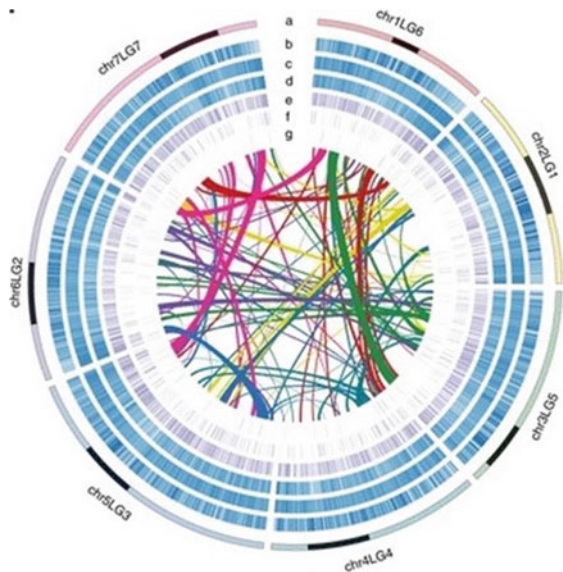 a
b
c
d
e
f
g
chr1LG6
chr2LG1
chr3LG5
chr4LG4
chr5LG3
chr6LG2
chr7LG7